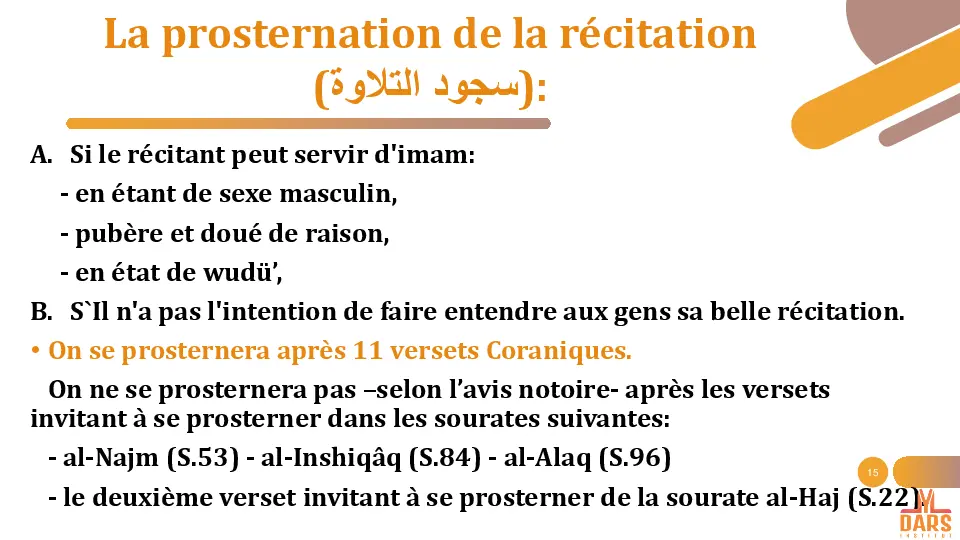 La prosternation de la récitation
(سجود التلاوة):
A. Si le récitant peut servir d'imam:
- en étant de sexe masculin,
- pubère et doué de raison,
- en état de wudü’,
B. S`Il n'a pas l'intention de faire entendre aux gens sa belle récitation.
• On se prosternera après 11 versets Coraniques.
On ne se prosternera pas –selon l’avis notoire- après les versets
invitant à se prosterner dans les sourates suivantes:
- al-Najm (S.53) - al-Inshiqâq (S.84) - al-Alaq (S.96)
15
- le deuxième verset invitant à se prosterner de la sourate al-Haj (S.22).
DARS
INSTITUT